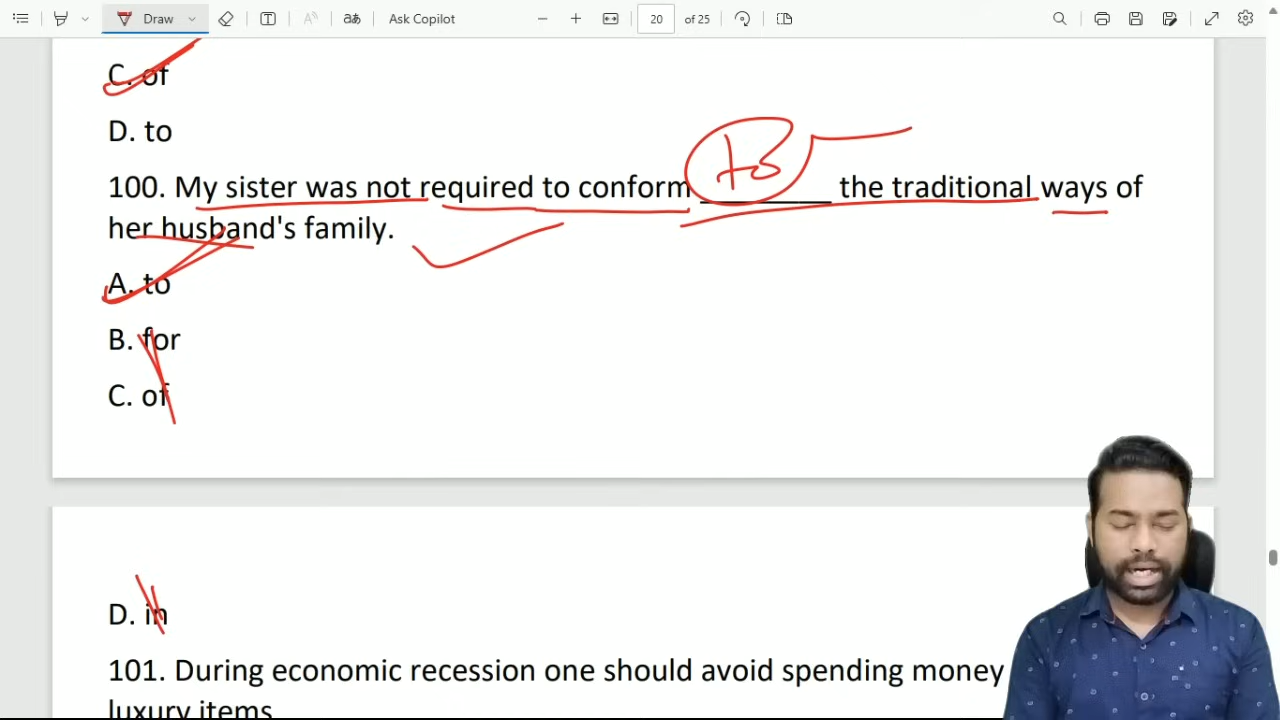 Draw
Ask Copilot
20
of 25
C. of
D. to
to
100. My sister was not required to conform ________ the traditional ways of
her husband's family.
A. to
B. for
C. of
D. in
101. During economic recession one should avoid spending money
luxury items